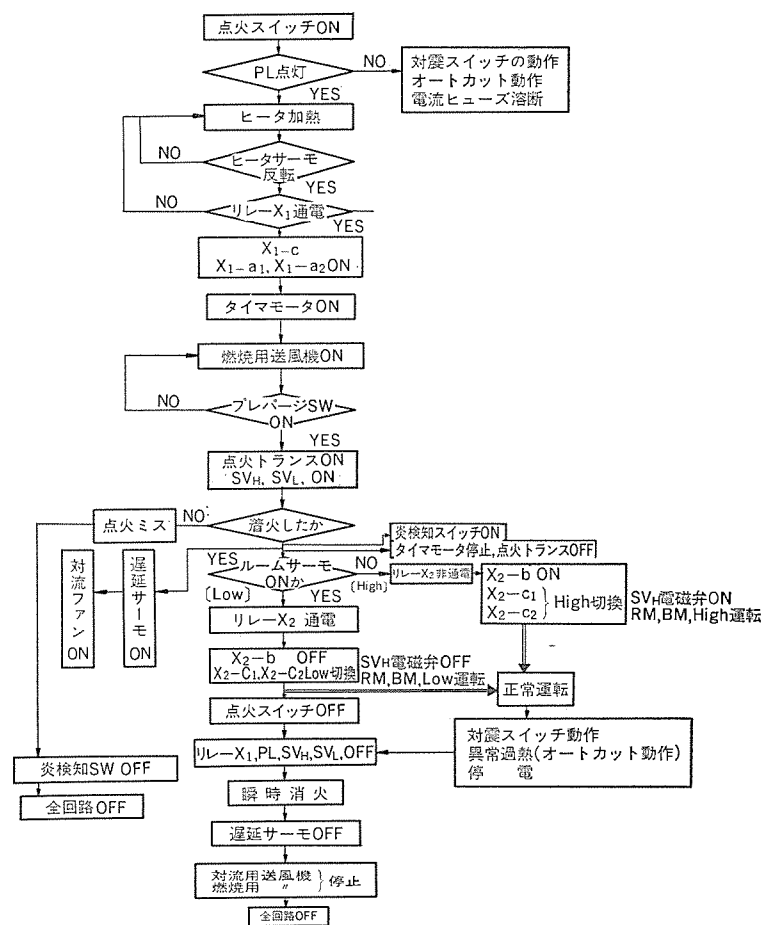 点火スイッチON
PL点灯
NO
対震スイッチの動作
オートカット動作
電流ヒューズ溶断
YES
ヒータ加熱
NO
ヒータサーモ
反転
YES
NO
リレーX₁通電
YES
X₁-c
X₁-a₁, X₁-a₂ON
タイマモータON
燃焼用送風機ON
NO
プレパージSW
ON
YES
点火トランスON
SVH, SVL, ON
点火ミス
NO
着火したか
炎検知スイッチON
タイマモータ停止,点火トランスOFF
対流ファンON
遅延サーモON
YES
ルームサーモ
ONか
NO
[High]
リレーX₂非通電
X₂-b ON
X₂-c₁
X₂-c₂
} High切換
SVH電磁弁ON
RM,BM,High運転
[Low]
YES
リレーX₂ 通電
X₂-b OFF
X₂-C₁,X₂-C₂Low切換
SVH電磁弁OFF
RM,BM,Low運転
正常運転
点火スイッチOFF
対震スイッチ動作
異常過熱(オートカット動作)
停 電
リレーX₁,PL,SVH,SVL,OFF
炎検知SW OFF
全回路OFF
瞬時消火
遅延サーモOFF
対流用送風機
燃焼用 〃
} 停止
全回路OFF